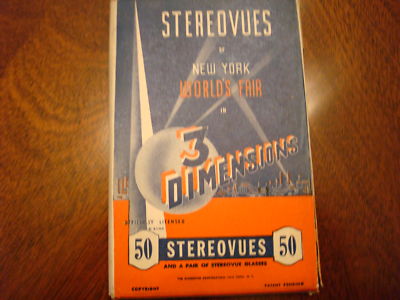 STEREOVUES
OF
NEW YORK
WORLD'S FAIR
IN
3
DIMENSIONS
OFFICIALLY LICENSED
50 STEREOVUES 50
AND A PAIR OF STEREOVUE GLASSES
COPYRIGHT PATENT PENDING